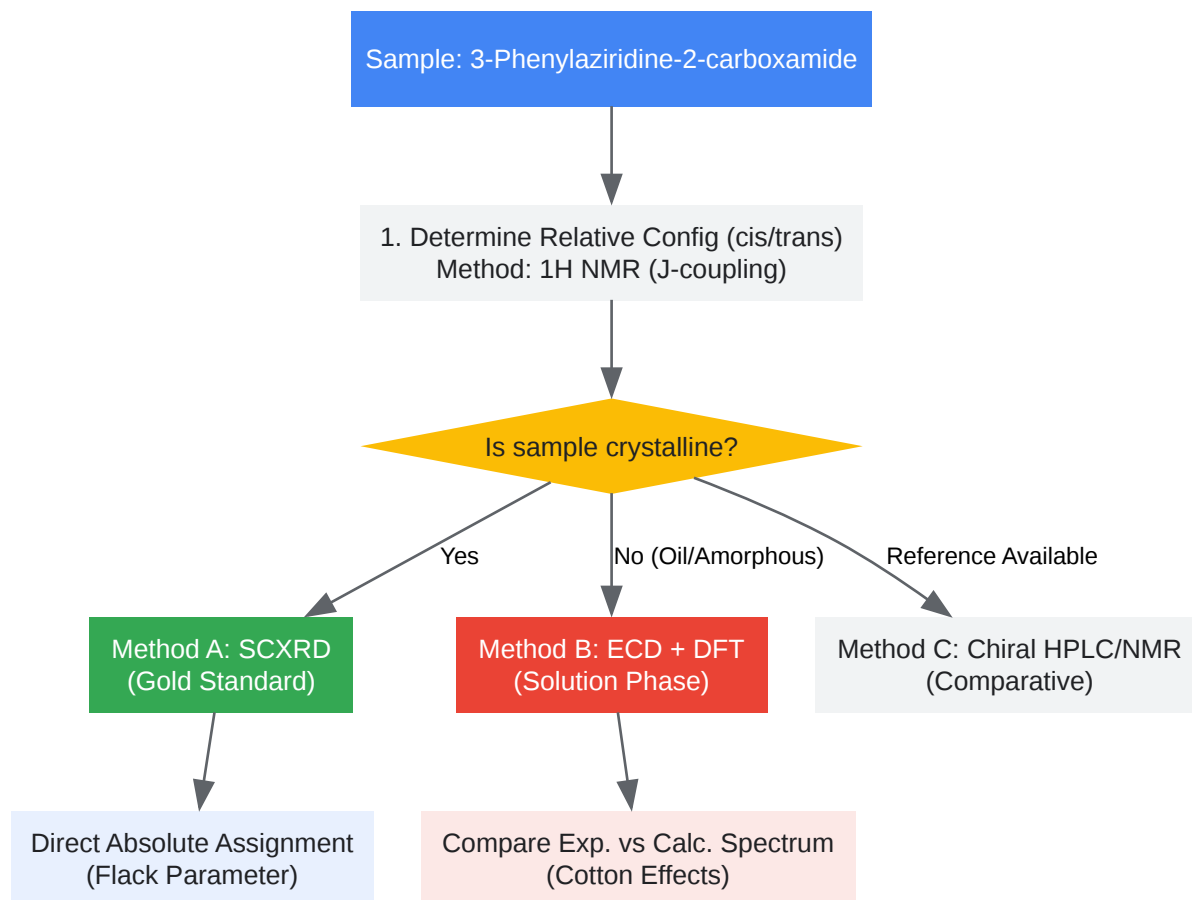 Sample: 3-Phenylaziridine-2-carboxamide
1. Determine Relative Config (cis/trans)
Method: 1H NMR (J-coupling)
Is sample crystalline?
Yes
No (Oil/Amorphous)
Reference Available
Method A: SCXRD
(Gold Standard)
Method B: ECD + DFT
(Solution Phase)
Method C: Chiral HPLC/NMR
(Comparative)
Direct Absolute Assignment
(Flack Parameter)
Compare Exp. vs Calc. Spectrum
(Cotton Effects)